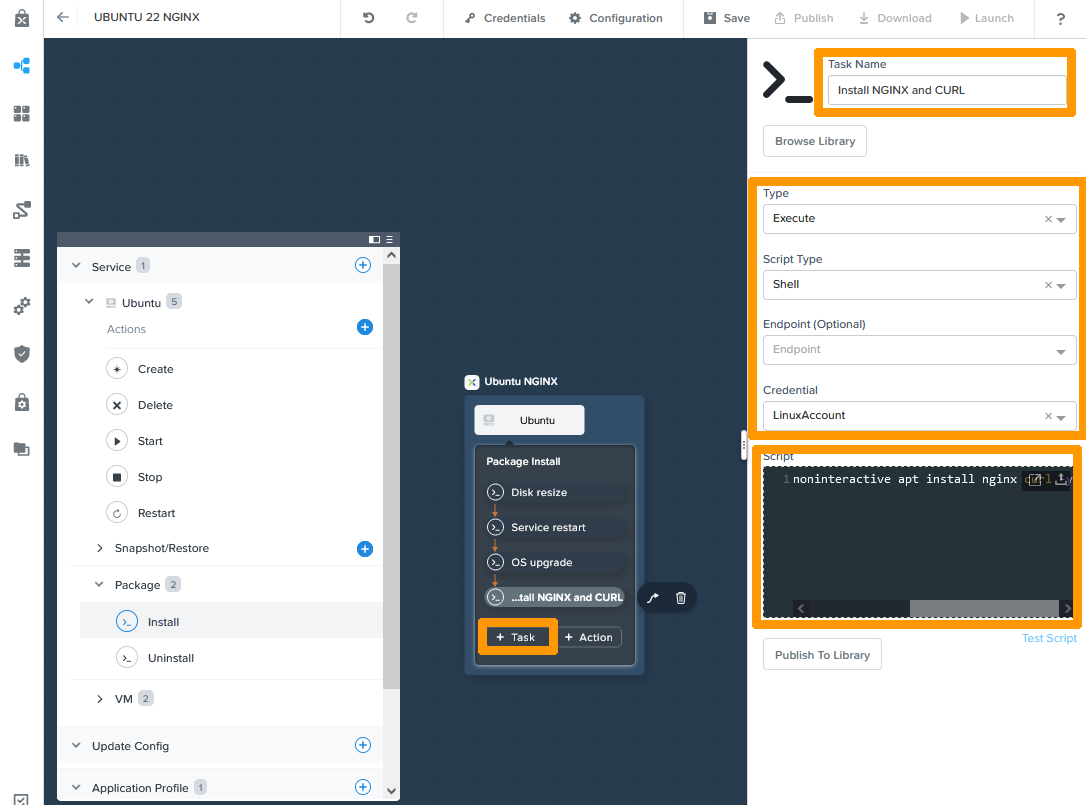 UBUNTU 22 NGINX
Credentials
Configuration
Save
Publish
Download
Launch
?
Task Name
Install NGINX and CURL
Browse Library
Type
Execute
Script Type
Shell
Endpoint (Optional)
Endpoint
Credential
LinuxAccount
Script
1 noninteractive apt install nginx curl -y
Test Script
Publish To Library
Service 1
Ubuntu 5
Actions
Create
Delete
Start
Stop
Restart
Snapshot/Restore
Package 2
Install
Uninstall
VM 2
Update Config
Application Profile 1
Ubuntu NGINX
Ubuntu
Package Install
Disk resize
Service restart
OS upgrade
...tall NGINX and CURL
+ Task
+ Action